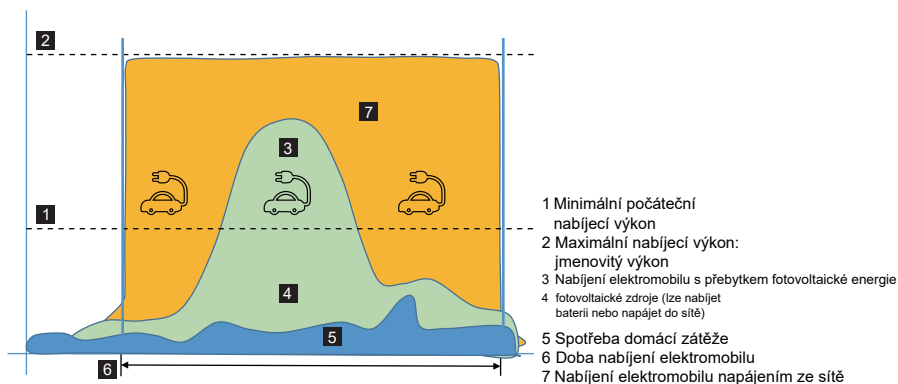 2
7
3
1
4
5
6
1 Minimální počáteční
nabíjecí výkon
2 Maximální nabíjecí výkon:
jmenovitý výkon
3 Nabíjení elektromobilu s přebytkem fotovoltaické energie
4 fotovoltaické zdroje (lze nabíjet
baterii nebo napájet do sítě)
5 Spotřeba domácí zátěže
6 Doba nabíjení elektromobilu
7 Nabíjení elektromobilu napájením ze sítě